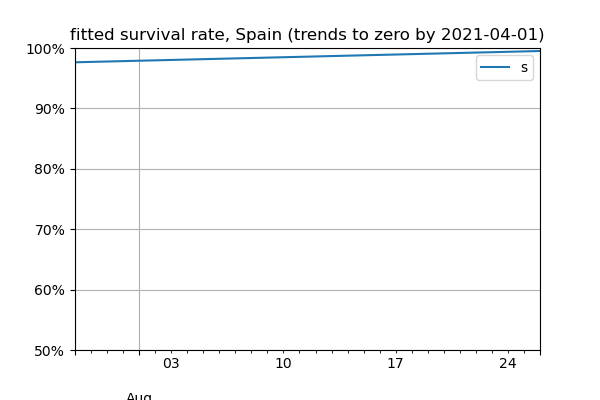 fitted survival rate, Spain (trends to zero by 2021-04-01)
100%
s
90%
80%
70%
60%
50%
03 10 17 24
Aug